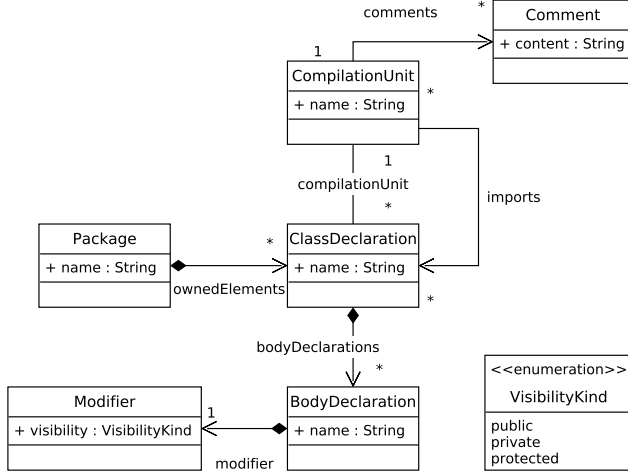 comments
*
Comment
+ content : String
1
CompilationUnit
+ name : String
*
1
compilationUnit
*
imports
Package
+ name : String
*
ownedElements
ClassDeclaration
+ name : String
*
bodyDeclarations
*
Modifier
+ visibility : VisibilityKind
1
modifier
BodyDeclaration
+ name : String
<<enumeration>>
VisibilityKind
public
private
protected